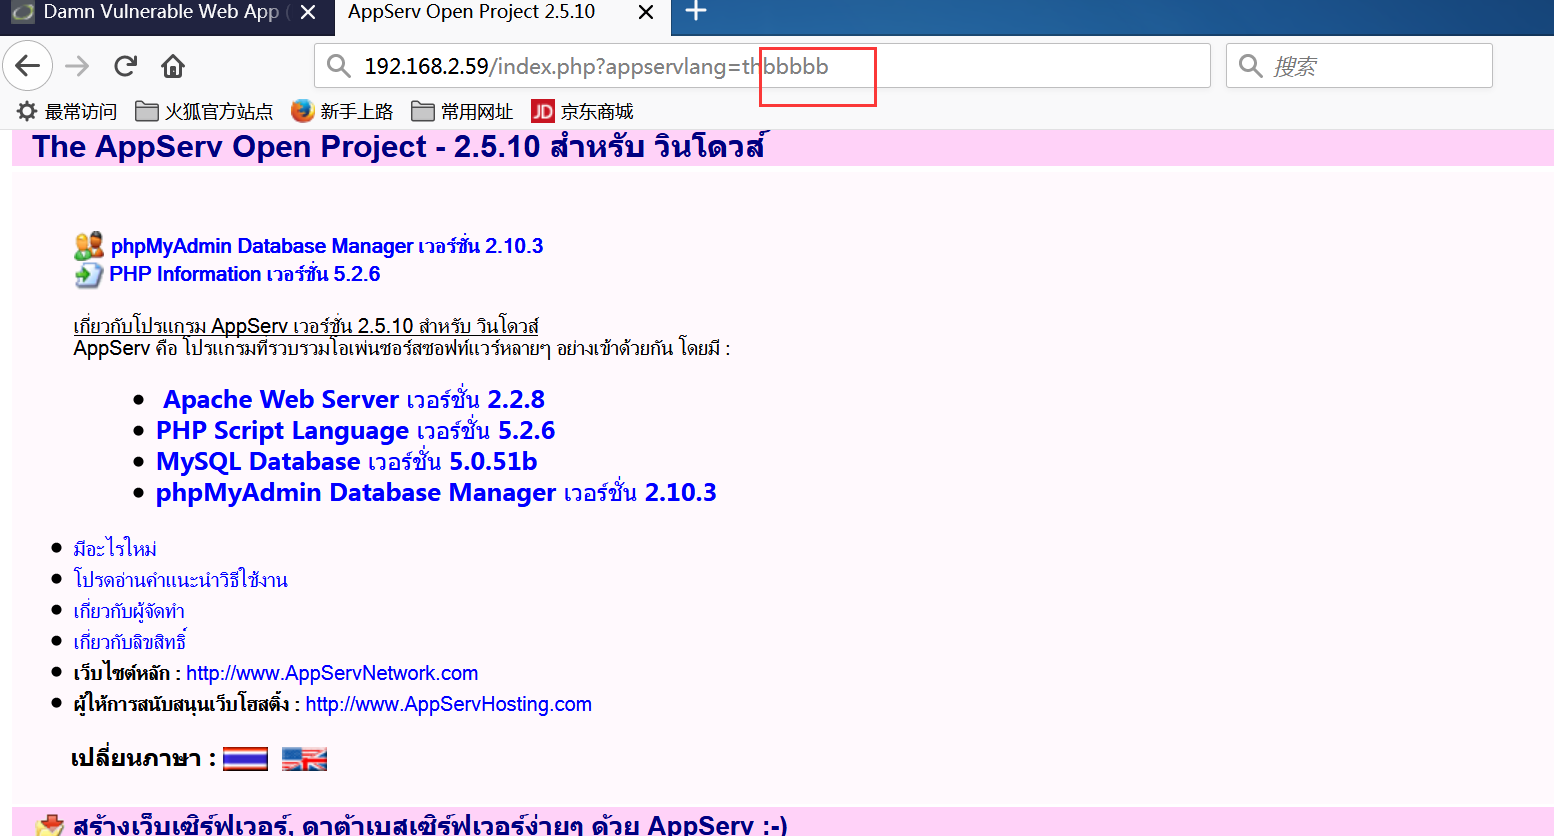 Damn Vulnerable Web App (
AppServ Open Project 2.5.10
192.168.2.59/index.php?appservlang=thbbbbb
搜索
最常访问 火狐官方站点 新手上路 常用网址 JD 京东商城
The AppServ Open Project - 2.5.10 สำหรับ วินโดวส์
phpMyAdmin Database Manager เวอร์ชั่น 2.10.3
PHP Information เวอร์ชั่น 5.2.6
เกี่ยวกับโปรแกรม AppServ เวอร์ชั่น 2.5.10 สำหรับ วินโดวส์
AppServ คือ โปรแกรมที่รวบรวมโอเพ่นซอร์สซอฟท์แวร์หลายๆ อย่างเข้าด้วยกัน โดยมี :
Apache Web Server เวอร์ชั่น 2.2.8
PHP Script Language เวอร์ชั่น 5.2.6
MySQL Database เวอร์ชั่น 5.0.51b
phpMyAdmin Database Manager เวอร์ชั่น 2.10.3
มีอะไรใหม่
โปรดอ่านคำแนะนำวิธีใช้งาน
เกี่ยวกับผู้จัดทำ
เกี่ยวกับลิขสิทธิ์
เว็บไซต์หลัก : http://www.AppServNetwork.com
ผู้ให้การสนับสนุนเว็บโฮสติ้ง : http://www.AppServHosting.com
เปลี่ยนภาษา :
สร้างเว็บเซิร์ฟเวอร์, ดาต้าเบสเซิร์ฟเวอร์ง่ายๆ ด้วย AppServ :-)